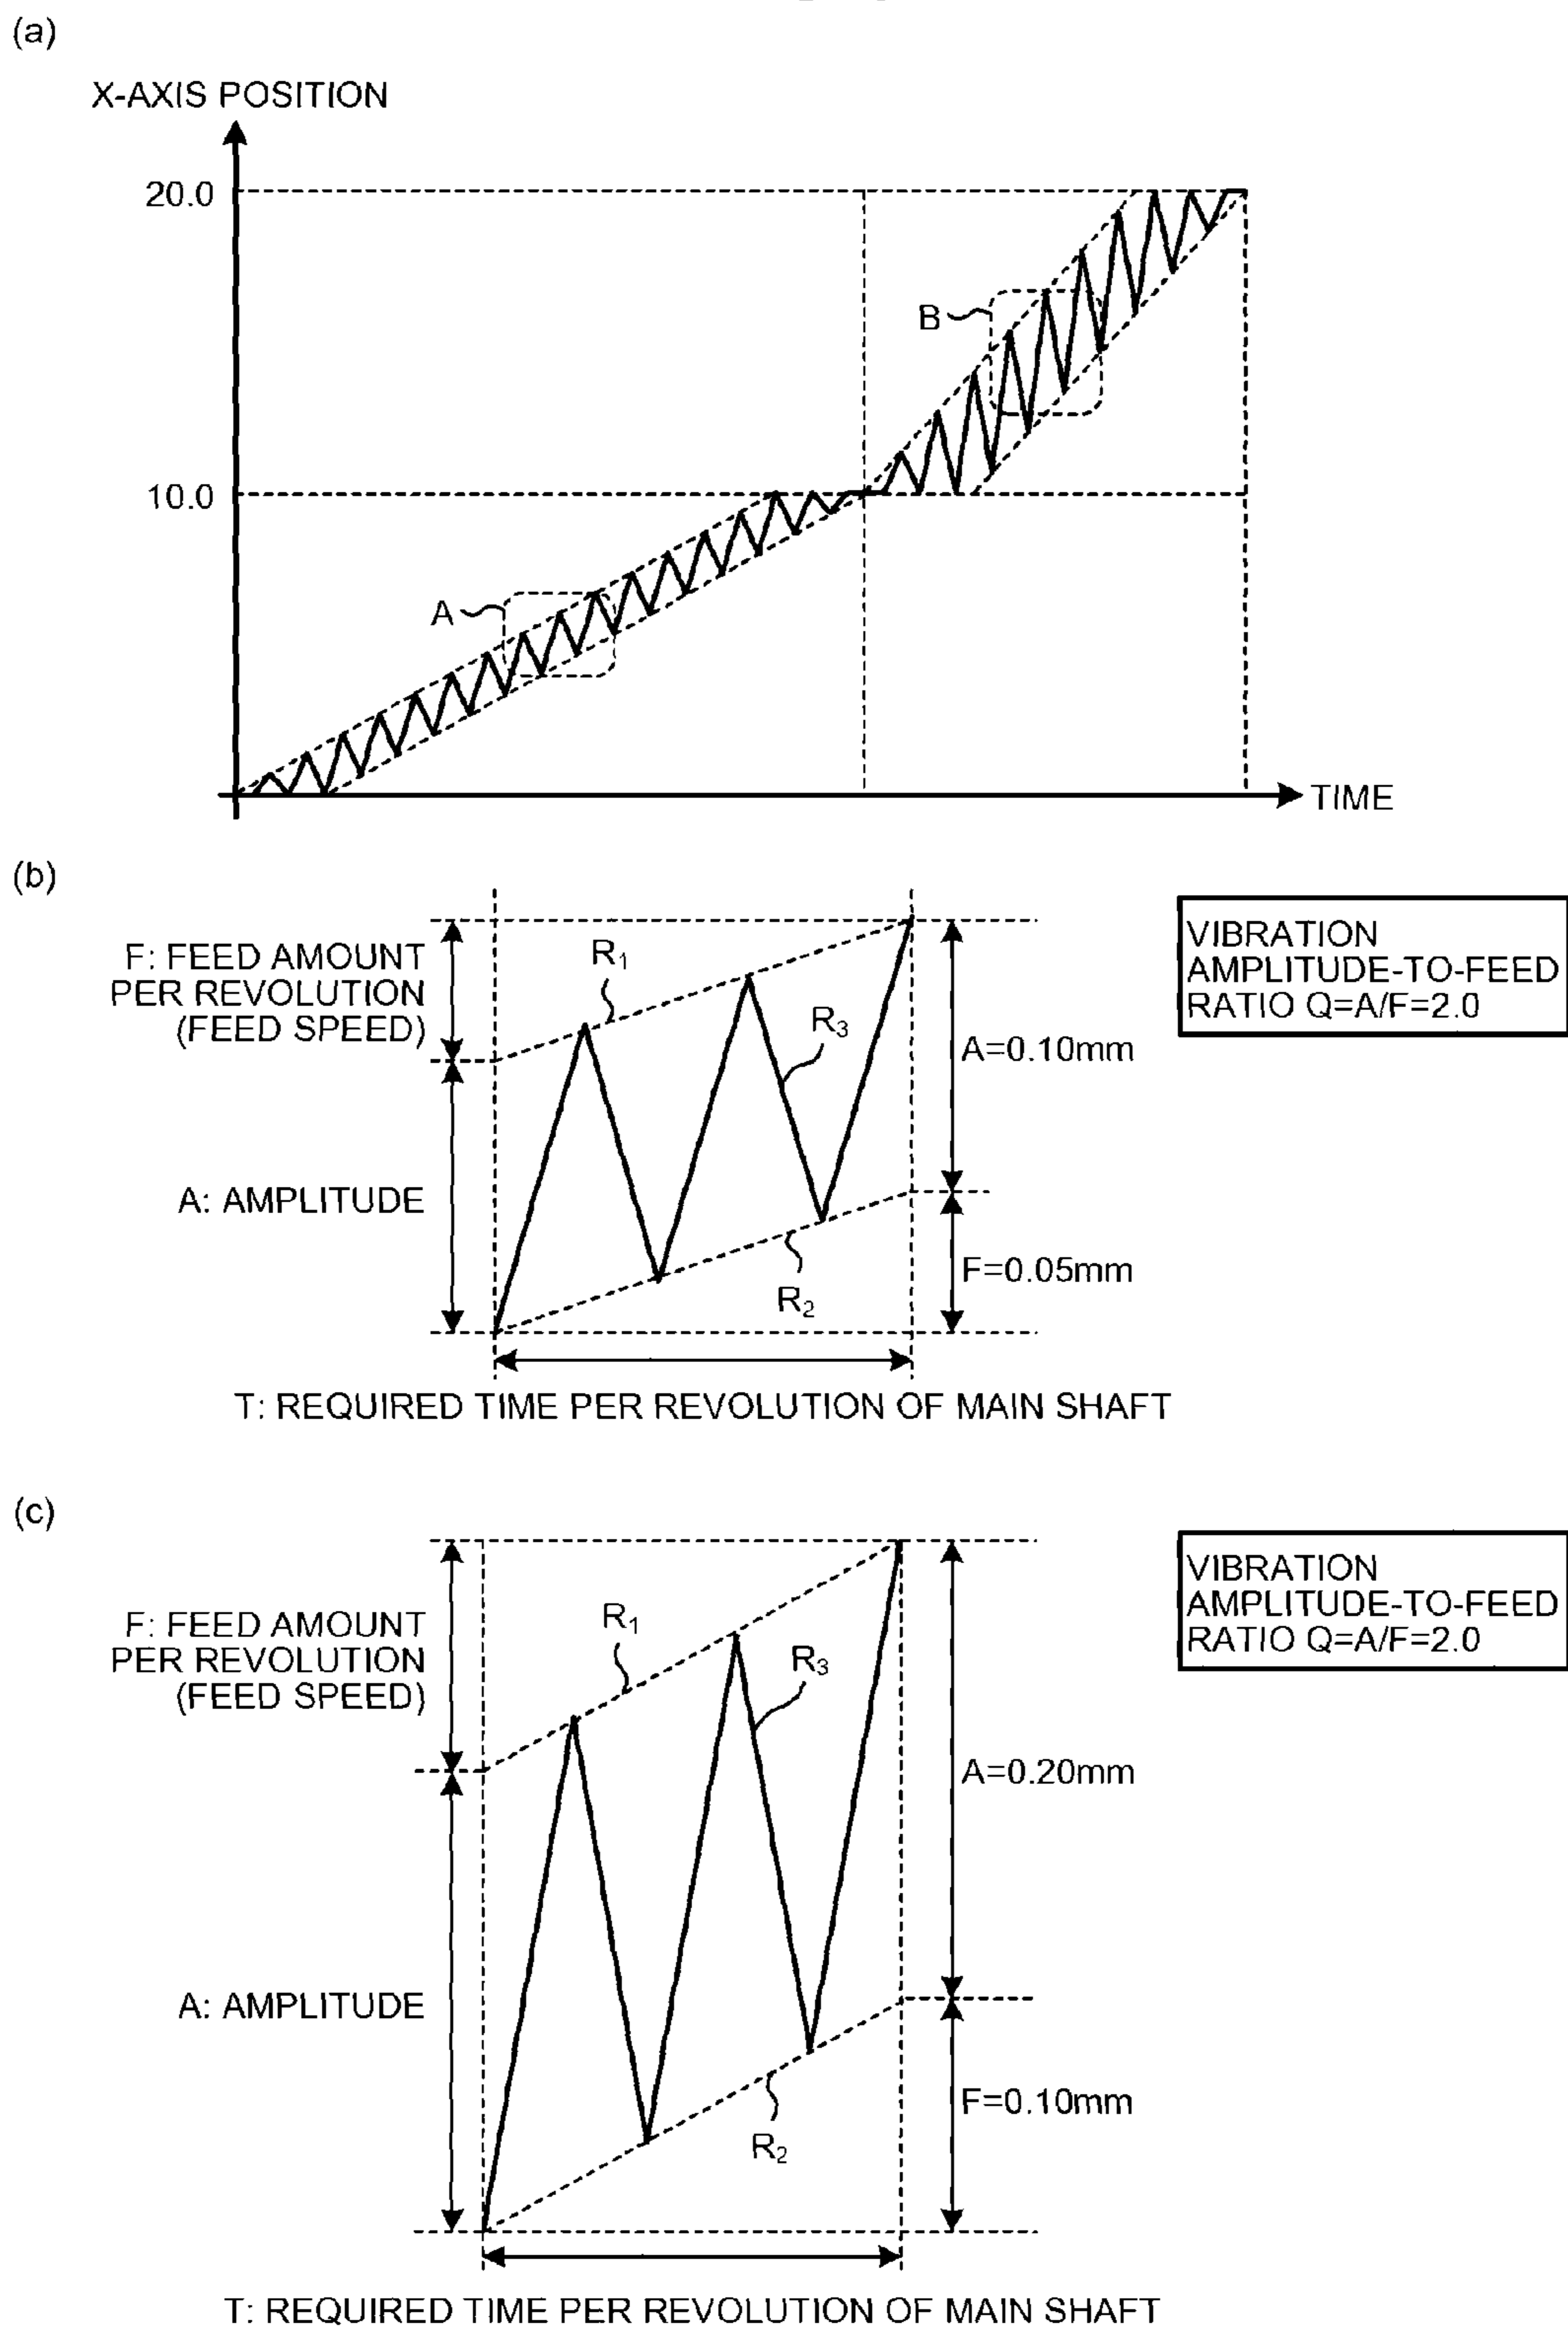 (a)
X-AXIS POSITION
20.0
B
10.0
A
TIME
(b)
F: FEED AMOUNT
PER REVOLUTION
(FEED SPEED)
R1
R3
A=0.10mm
VIBRATION
AMPLITUDE-TO-FEED
RATIO Q=A/F=2.0
A: AMPLITUDE
R2
F=0.05mm
T: REQUIRED TIME PER REVOLUTION OF MAIN SHAFT
(c)
F: FEED AMOUNT
PER REVOLUTION
(FEED SPEED)
R1
R3
A=0.20mm
VIBRATION
AMPLITUDE-TO-FEED
RATIO Q=A/F=2.0
A: AMPLITUDE
R2
F=0.10mm
T: REQUIRED TIME PER REVOLUTION OF MAIN SHAFT